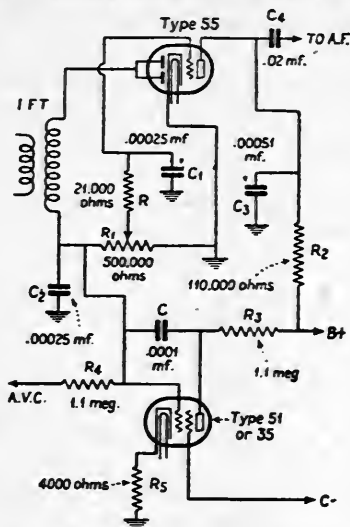 Type 55
C4
TO A.F.
.02 mf.
I FT
.00025 mf
C1
.00051
mf.
C3
21,000
ohms
R
R1
500,000
ohms
R2
110,000 ohms
C2
.00025 mf.
C
.0001
mf.
R3
B+
1.1 meg.
R4
A.V.C.
1.1 meg.
Type 51
or 35
4000 ohms
R5
C-